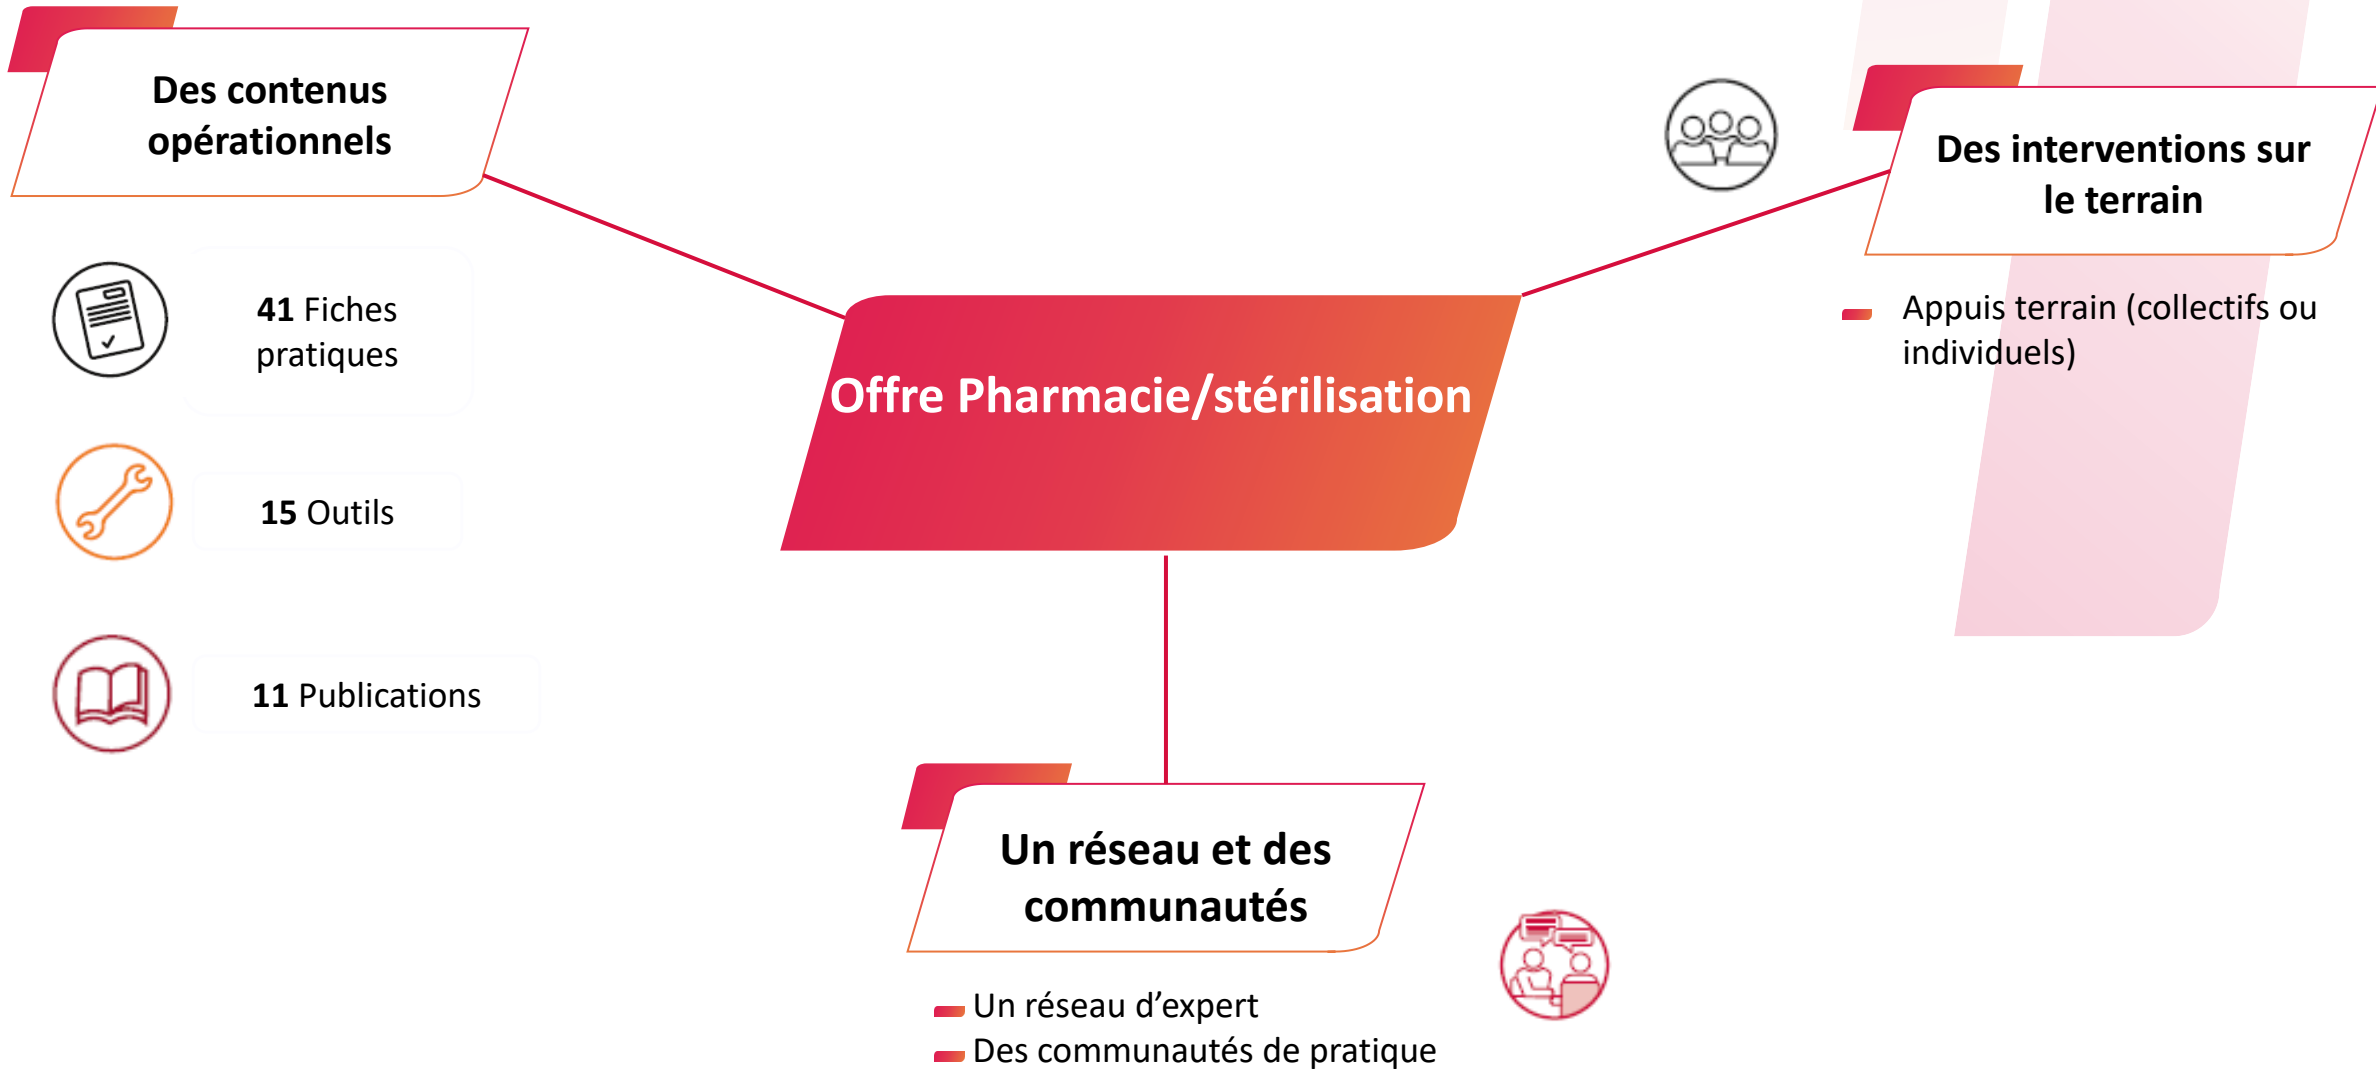 Des contenus
opérationnels
41 Fiches
pratiques
15 Outils
11 Publications
Offre Pharmacie/stérilisation
Des interventions sur
le terrain
Appuis terrain (collectifs ou
individuels)
Un réseau et des
communautés
Un réseau d’expert
Des communautés de pratique